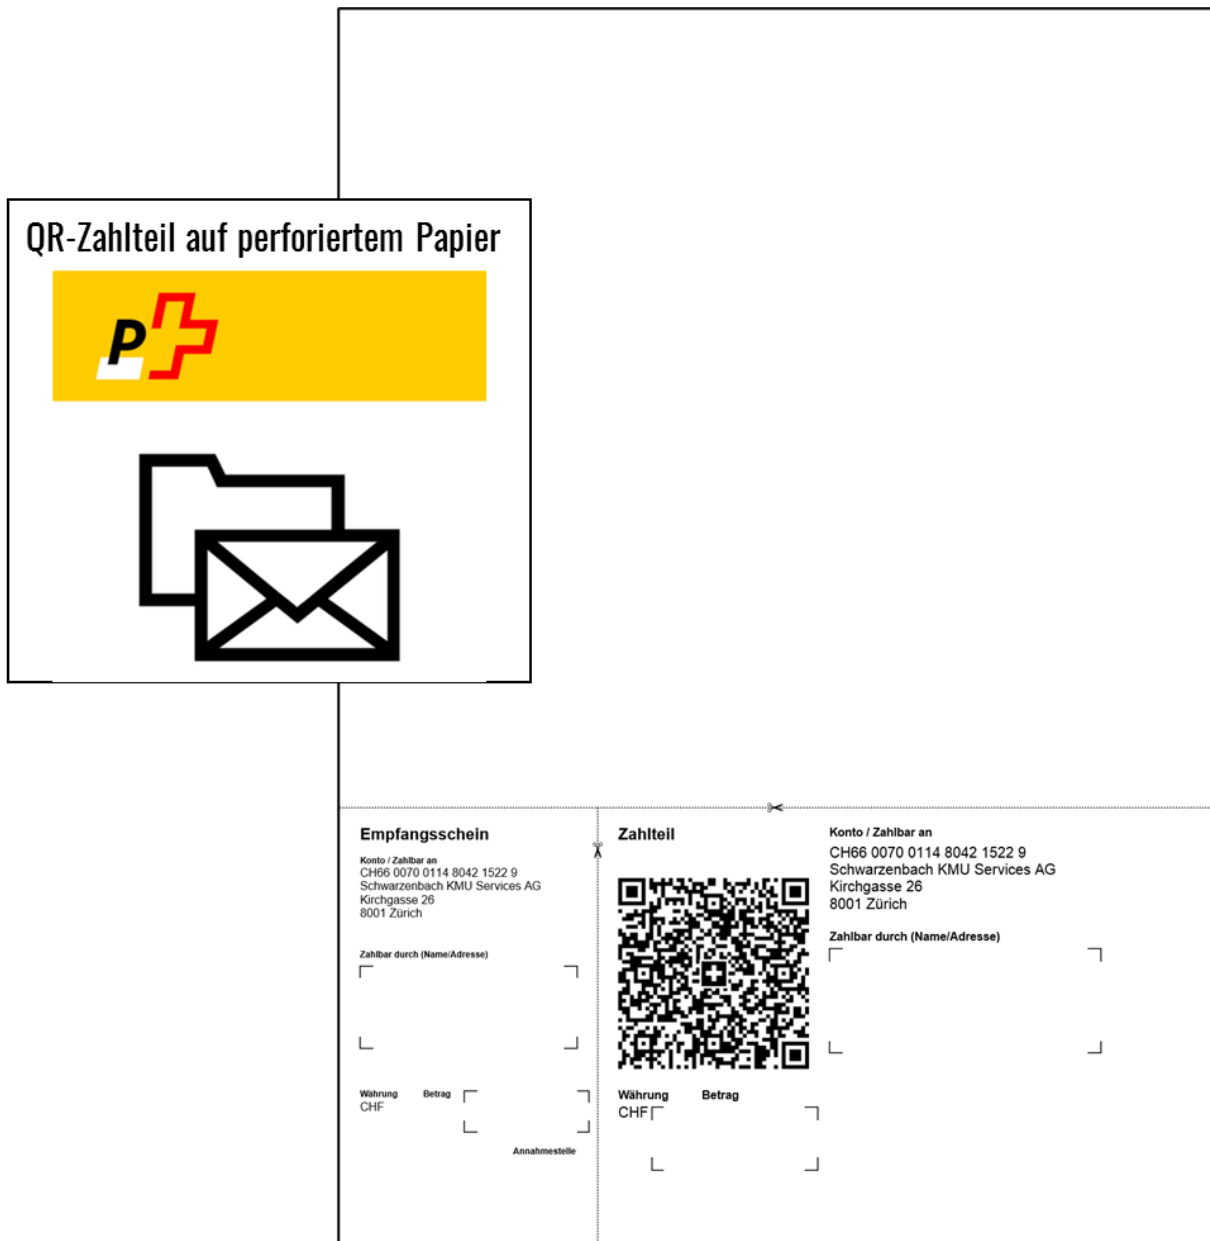 QR-Zahlteil auf perforiertem Papier
P
Empfangsschein
Konto / Zahlbar an
CH66 0070 0114 8042 1522 9
Schwarzenbach KMU Services AG
Kirchgasse 26
8001 Zürich
Zahlbar durch (Name/Adresse)
Währung Betrag
CHF
Annahmestelle
Zahlteil
Währung Betrag
CHF
Konto / Zahlbar an
CH66 0070 0114 8042 1522 9
Schwarzenbach KMU Services AG
Kirchgasse 26
8001 Zürich
Zahlbar durch (Name/Adresse)